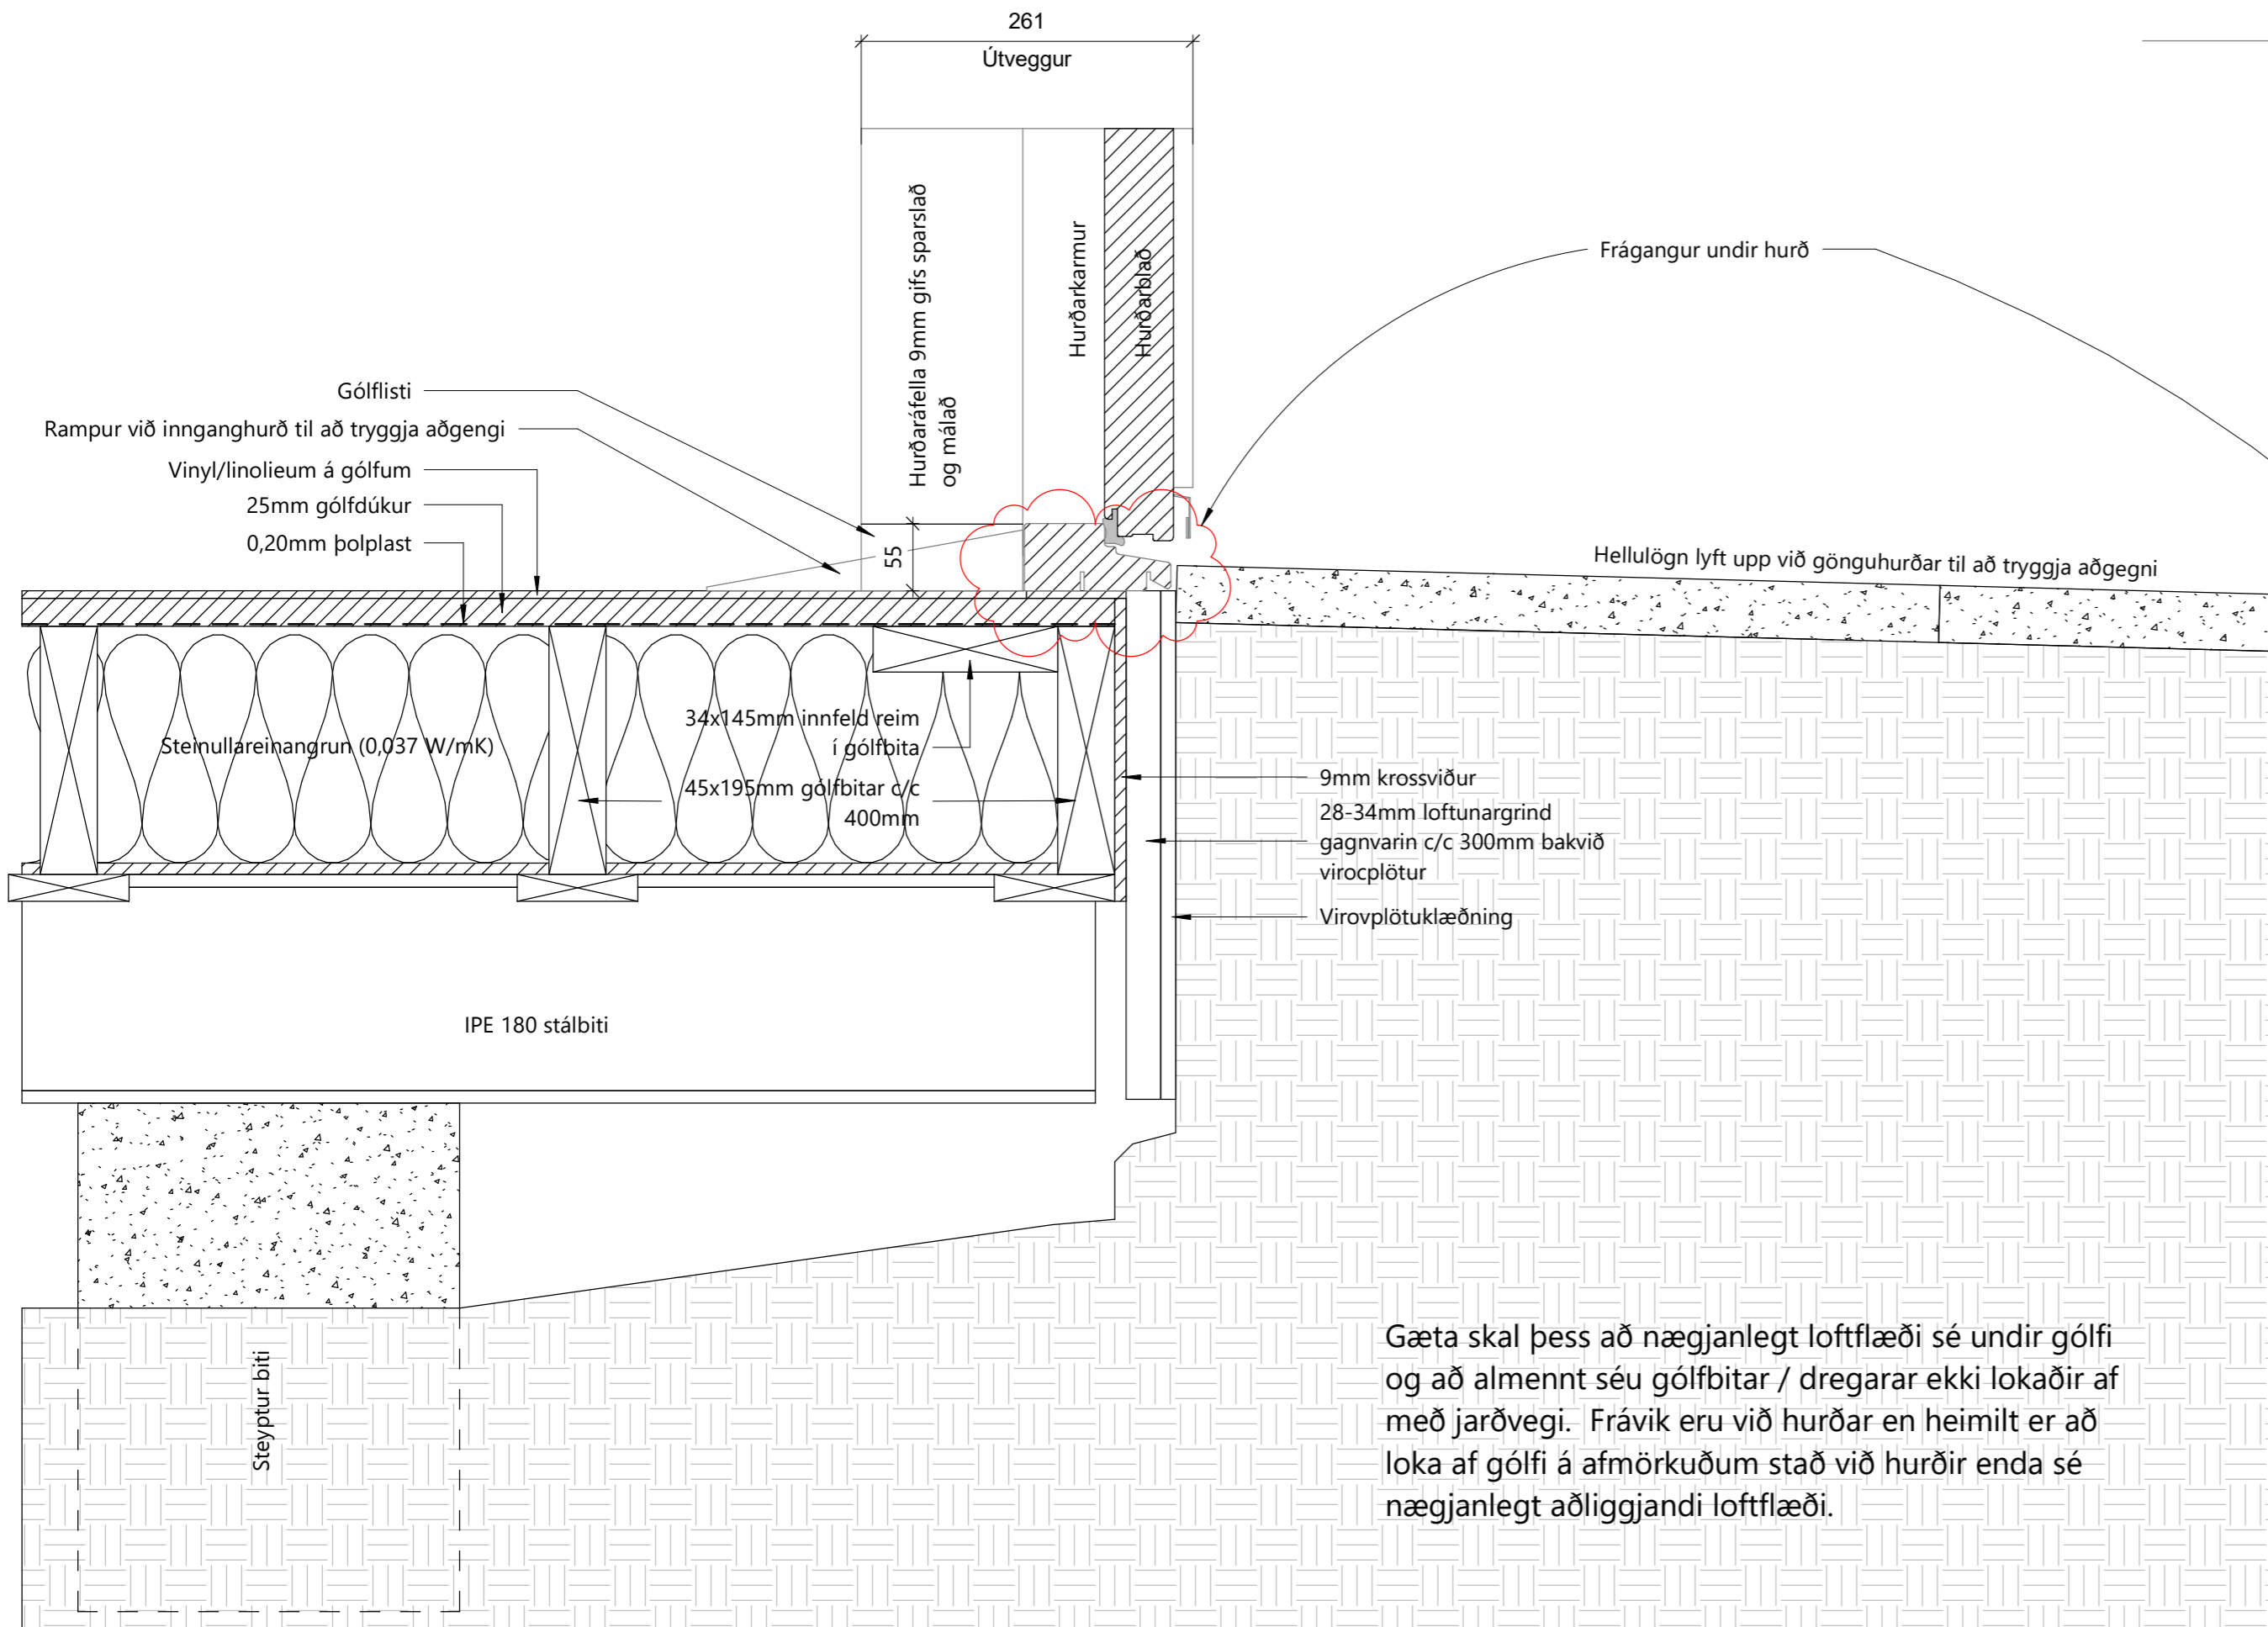 261
Útveggur
Hurðaráfella 9mm gifs sparslað
og málað
Hurðarkarmur
Hurðarblað
Frágangur undir hurð
Gólflisti
Rampur við innganghurð til að tryggja aðgengi
Vinyl/linolieum á gólfum
25mm gólfdúkur
0,20mm þolplast
55
Hellulögn lyft upp við gönguhurðar til að tryggja aðgegni
Steinullareinangrun (0,037 W/mK)
34x145mm innfeld reim
í gólfbita
45x195mm gólfbitar c/c
400mm
9mm krossviður
28-34mm loftunargrind
gagnvarin c/c 300mm bakvið
virocplötur
Virovplötuklæðning
IPE 180 stálbiti
Steyptur biti
Gæta skal þess að nægjanlegt loftflæði sé undir gólfi
og að almennt séu gólfbitar / dregarar ekki lokaðir af
með jarðvegi.  Frávik eru við hurðar en heimilt er að
loka af gólfi á afmörkuðum stað við hurðir enda sé
nægjanlegt aðliggjandi loftflæði.